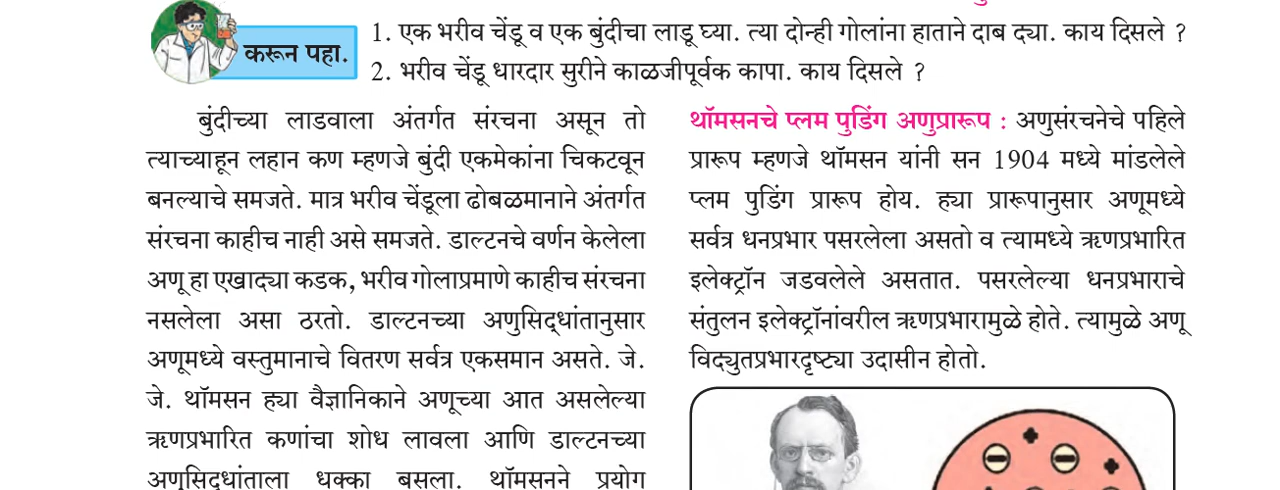 करून पहा.
1. एक भरीव चेंडू व एक बुंदीचा लाडू घ्या. त्या दोन्ही गोलांना हाताने दाब द्या. काय दिसले ?
2. भरीव चेंडू धारदार सुरीने काळजीपूर्वक कापा. काय दिसले ?
बुंदीच्या लाडवाला अंतर्गत संरचना असून तो
त्याच्याहून लहान कण म्हणजे बुंदी एकमेकांना चिकटवून
बनल्याचे समजते. मात्र भरीव चेंडूला ढोबळमानाने अंतर्गत
संरचना काहीच नाही असे समजते. डाल्टनचे वर्णन केलेला
अणू हा एखाद्या कडक, भरीव गोलाप्रमाणे काहीच संरचना
नसलेला असा ठरतो. डाल्टनच्या अणुसिद्धांतानुसार
अणूमध्ये वस्तुमानाचे वितरण सर्वत्र एकसमान असते. जे.
जे. थॉमसन ह्या वैज्ञानिकाने अणूच्या आत असलेल्या
ऋणप्रभारित कणांचा शोध लावला आणि डाल्टनच्या
अणुसिद्धांताला धक्का बसला. थॉमसनने प्रयोग
थॉमसनचे प्लम पुडिंग अणुप्रारूप : अणुसंरचनेचे पहिले
प्रारूप म्हणजे थॉमसन यांनी सन 1904 मध्ये मांडलेले
प्लम पुडिंग प्रारूप होय. ह्या प्रारूपानुसार अणूमध्ये
सर्वत्र धनप्रभार पसरलेला असतो व त्यामध्ये ऋणप्रभारित
इलेक्ट्रॉन जडवलेले असतात. पसरलेल्या धनप्रभाराचे
संतुलन इलेक्ट्रॉनांवरील ऋणप्रभारामुळे होते. त्यामुळे अणू
विद्युतप्रभारदृष्ट्या उदासीन होतो.